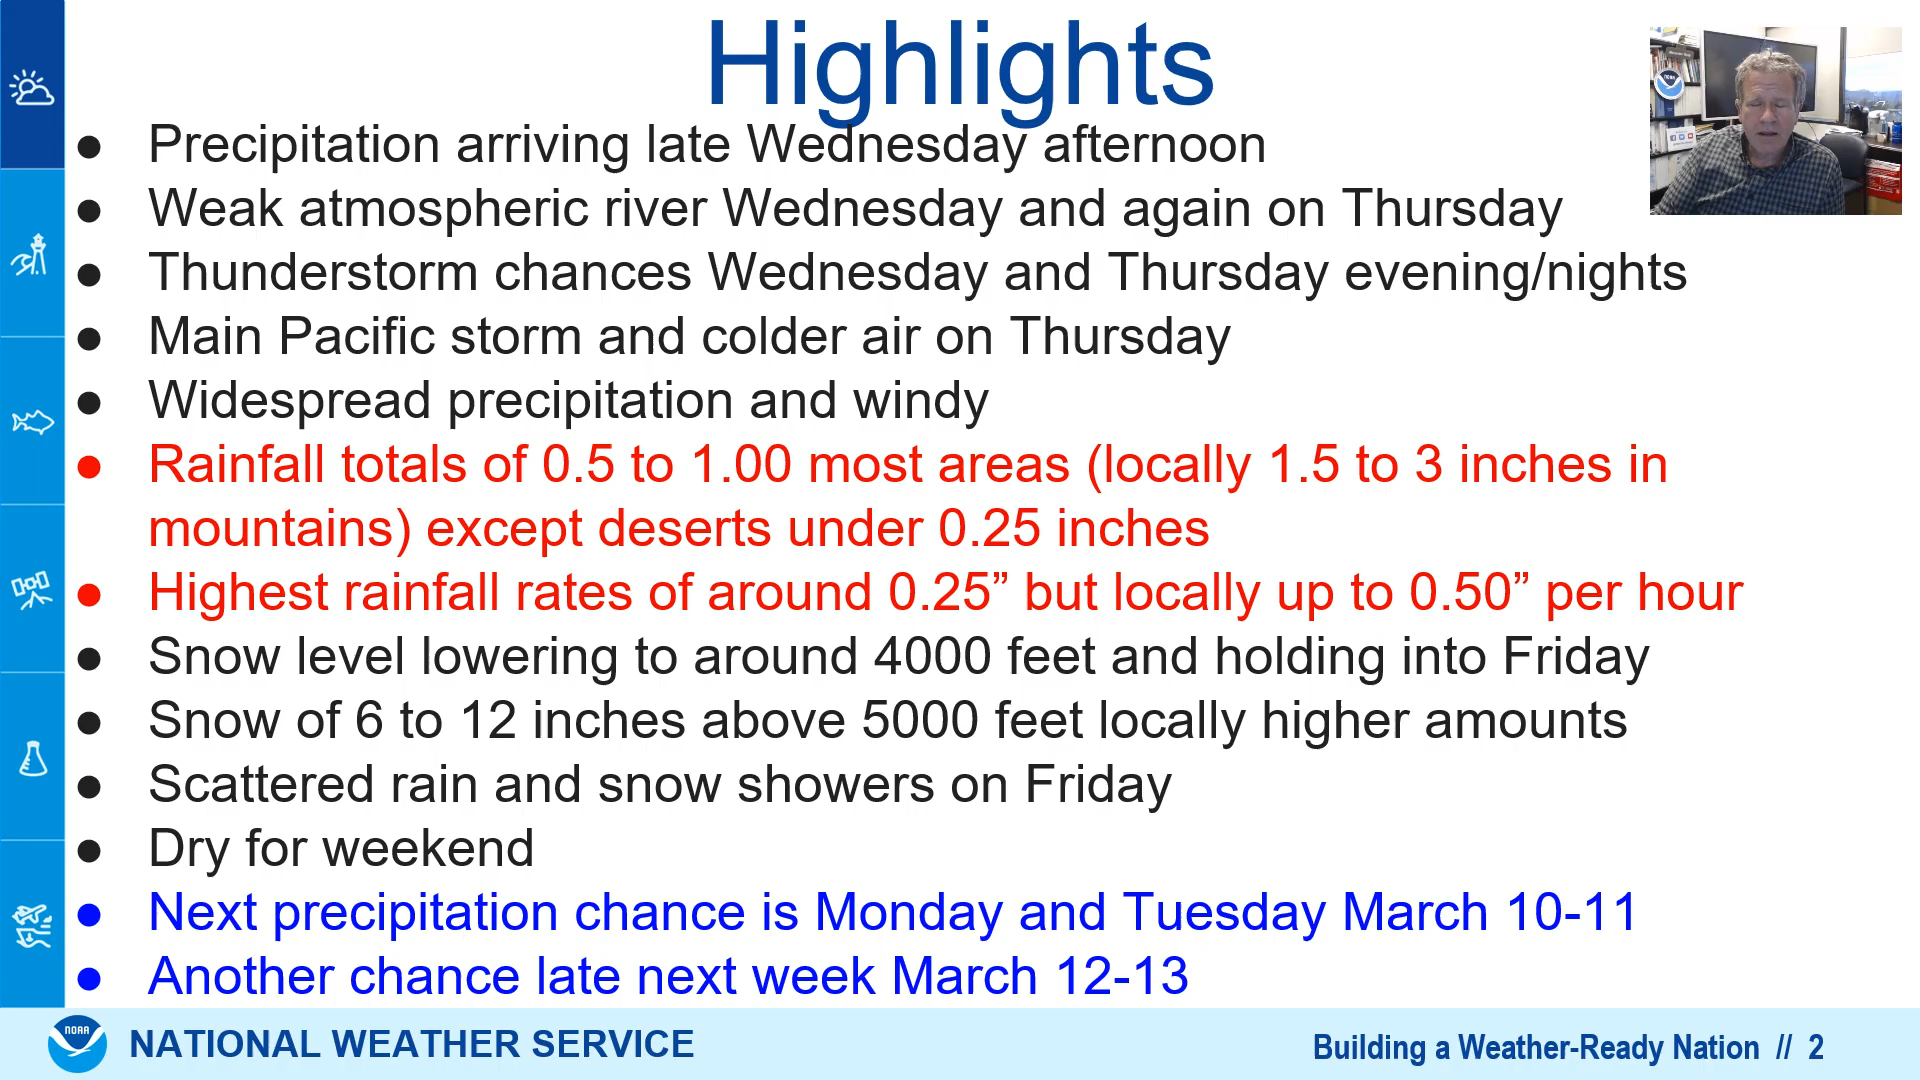 Highlights
● Precipitation arriving late Wednesday afternoon
● Weak atmospheric river Wednesday and again on Thursday
● Thunderstorm chances Wednesday and Thursday evening/nights
● Main Pacific storm and colder air on Thursday
● Widespread precipitation and windy
● Rainfall totals of 0.5 to 1.00 most areas (locally 1.5 to 3 inches in
mountains) except deserts under 0.25 inches
● Highest rainfall rates of around 0.25” but locally up to 0.50” per hour
● Snow level lowering to around 4000 feet and holding into Friday
● Snow of 6 to 12 inches above 5000 feet locally higher amounts
● Scattered rain and snow showers on Friday
● Dry for weekend
● Next precipitation chance is Monday and Tuesday March 10-11
● Another chance late next week March 12-13
NOAA
NOAA
NATIONAL WEATHER SERVICE
Building a Weather-Ready Nation // 2